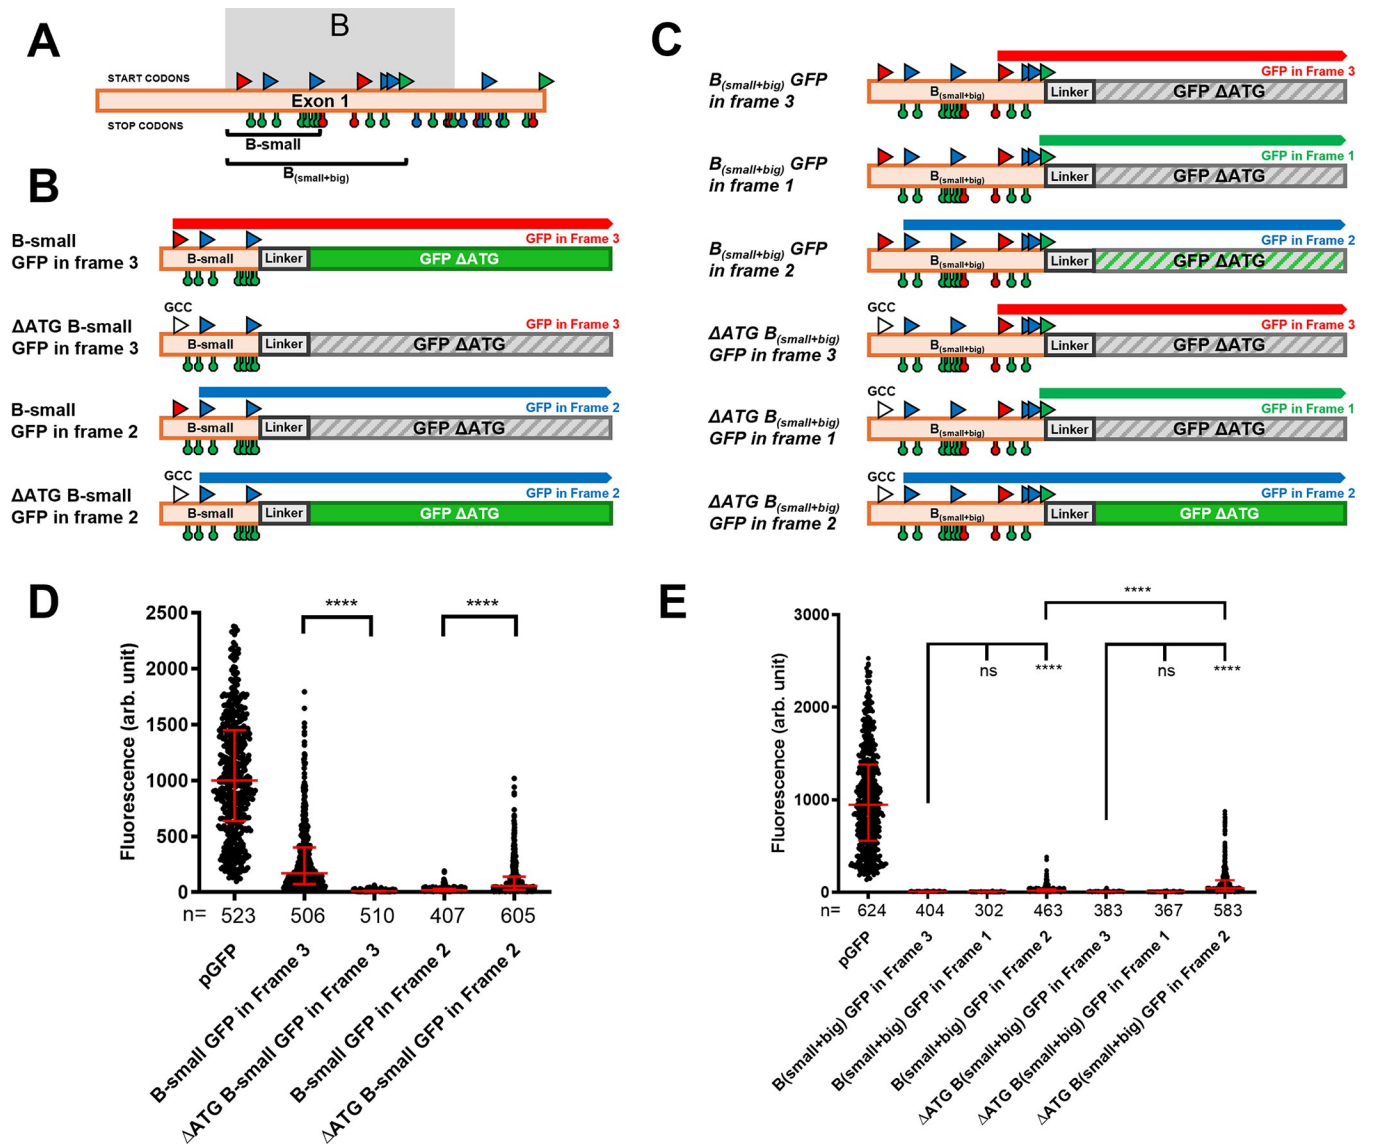 A
B
START CODONS
Exon 1
STOP CODONS
B-small
B(small+big)
B
B-small
GFP in frame 3
GFP in Frame 3
B-small
Linker
GFP ΔATG
ΔATG B-small
GFP in frame 3
GCC
GFP in Frame 3
B-small
Linker
GFP ΔATG
B-small
GFP in frame 2
GFP in Frame 2
B-small
Linker
GFP ΔATG
ΔATG B-small
GFP in frame 2
GCC
GFP in Frame 2
B-small
Linker
GFP ΔATG
C
B(small+big) GFP
in frame 3
GFP in Frame 3
B(small+big)
Linker
GFP ΔATG
B(small+big) GFP
in frame 1
GFP in Frame 1
B(small+big)
Linker
GFP ΔATG
B(small+big) GFP
in frame 2
GFP in Frame 2
B(small+big)
Linker
GFP ΔATG
ΔATG B(small+big)
GFP in frame 3
GCC
GFP in Frame 3
B(small+big)
Linker
GFP ΔATG
ΔATG B(small+big)
GFP in frame 1
GCC
GFP in Frame 1
B(small+big)
Linker
GFP ΔATG
ΔATG B(small+big)
GFP in frame 2
GCC
GFP in Frame 2
B(small+big)
Linker
GFP ΔATG
D
Fluorescence (arb. unit)
2500
2000
1500
1000
500
0
**** ****
n= 523 506 510 407 605
pGFP
B-small GFP in Frame 3
ΔATG B-small GFP in Frame 3
B-small GFP in Frame 2
ΔATG B-small GFP in Frame 2
E
Fluorescence (arb. unit)
3000
2000
1000
0
****
ns **** ns ****
n= 624 404 302 463 383 367 583
pGFP
B(small+big) GFP in Frame 3
B(small+big) GFP in Frame 1
B(small+big) GFP in Frame 2
ΔATG B(small+big) GFP in Frame 3
ΔATG B(small+big) GFP in Frame 1
ΔATG B(small+big) GFP in Frame 2